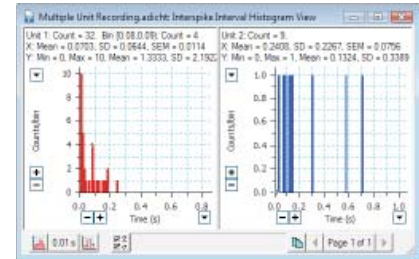 Multiple Unit Recording.adicht: Interspike Interval Histogram View
Unit 1: Count = 32. Bin [0.08,0.09): Count = 4
X: Mean = 0.0703, SD = 0.0644, SEM = 0.0114
Y: Min = 0, Max = 10, Mean = 1.3333, SD = 2.192
Unit 2: Count = 9.
X: Mean = 0.2408, SD = 0.2267, SEM = 0.0756
Y: Min = 0, Max = 1, Mean = 0.1324, SD = 0.3389
Counts/bin
10
8
6
4
2
0
0 0.2 0.4 0.6 0.8
Time (s)
Counts/bin
1.0
0.8
0.6
0.4
0.2
0.0
0.0 0.2 0.4 0.6 0.8 1.0
Time (s)
0.01 s
Page 1 of 1